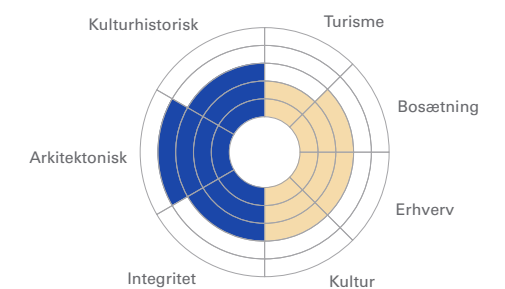 Kulturhistorisk
Turisme
Bosætning
Arkitektonisk
Erhverv
Integritet
Kultur